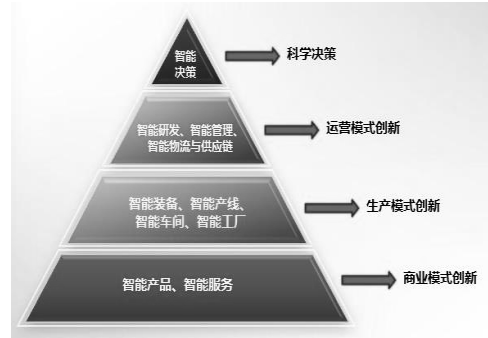 智能
决策
科学决策
智能研发、智能管理、
智能物流与供应链
运营模式创新
智能装备、智能产线、
智能车间、智能工厂
生产模式创新
智能产品、智能服务
商业模式创新